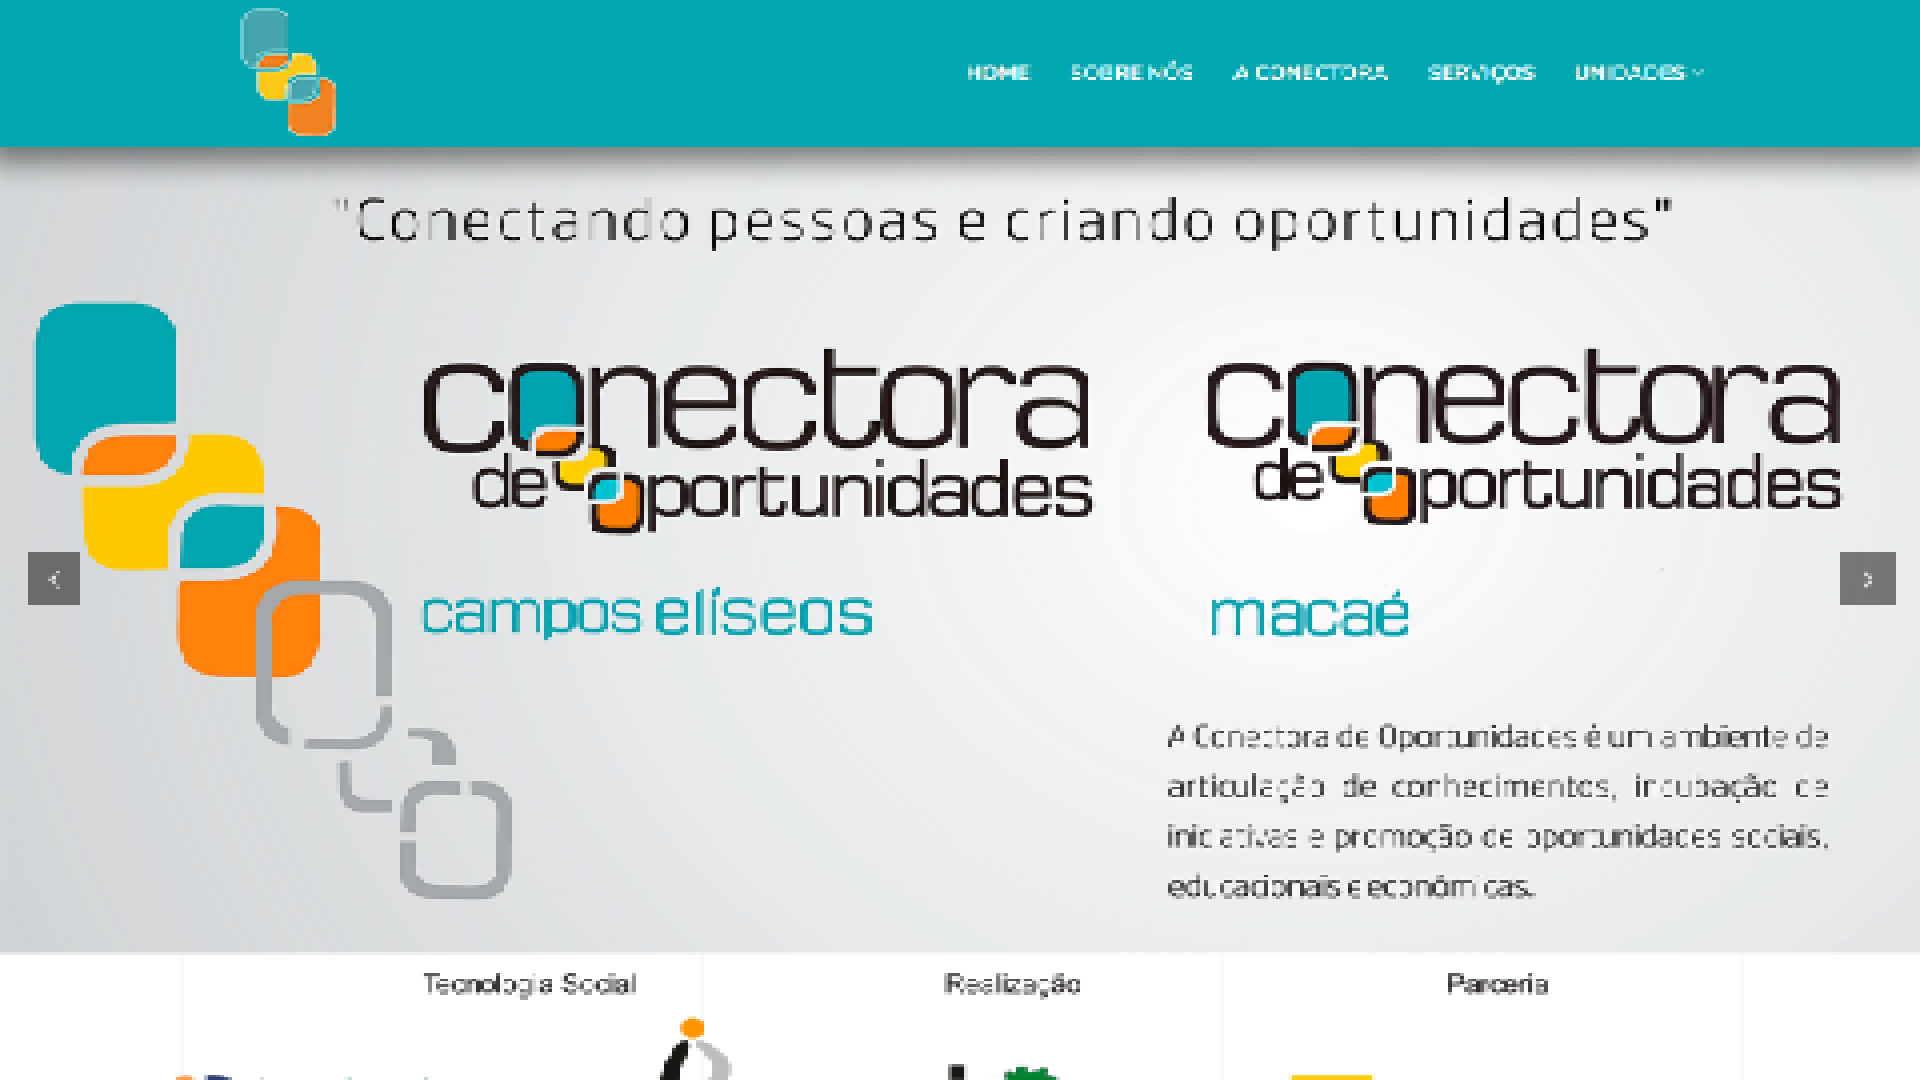 HOME SOBRE NÓS A CONECTORA SERVIÇOS UNIDADES
"Conectando pessoas e criando oportunidades"
conectora
de oportunidades
campos elíseos
conectora
de oportunidades
macaé
A Conectora de Oportunidades é um ambiente de
articulação de conhecimentos, incubação de
iniciativas e promoção de oportunidades sociais,
educacionais e econômicas.
Tecnologia Social
Realização
Parceria